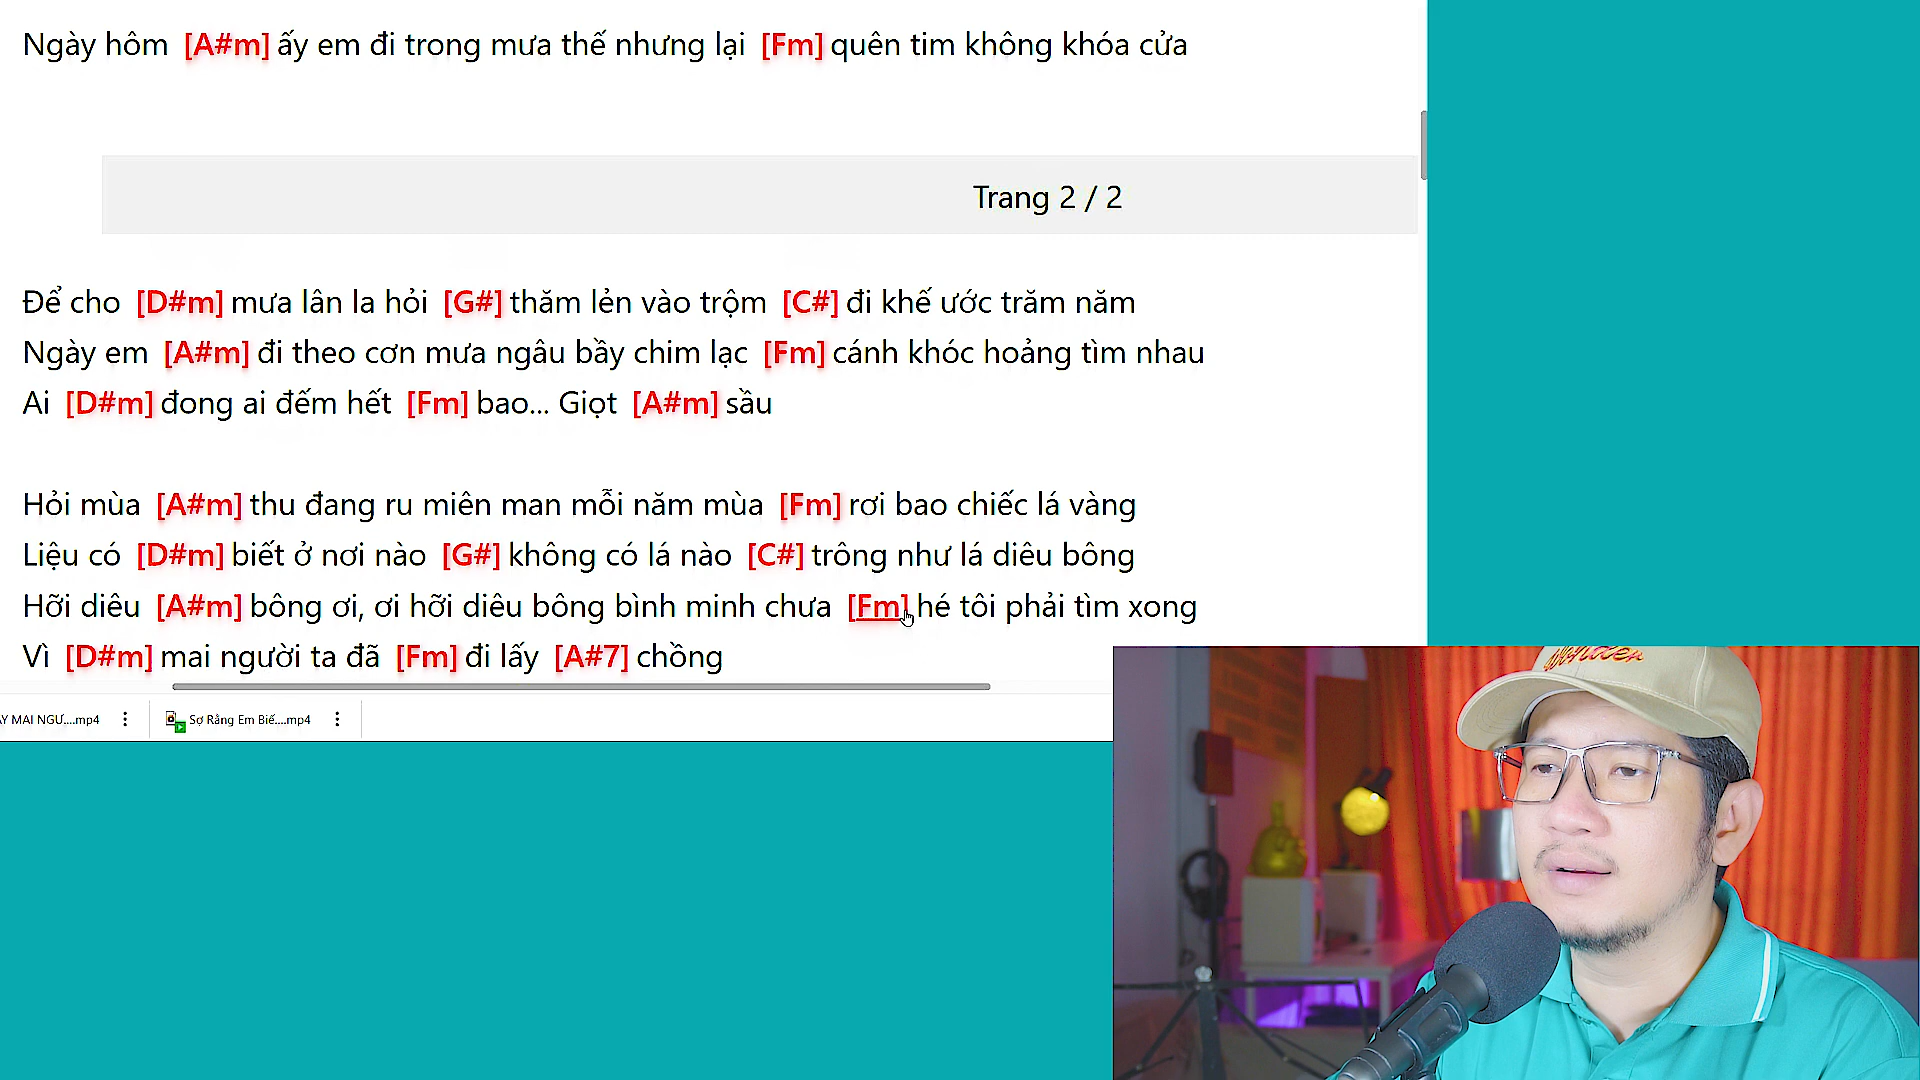 Ngày hôm [A#m] ấy em đi trong mưa thế nhưng lại [Fm] quên tim không khóa cửa
Trang 2 / 2
Để cho [D#m] mưa lân la hỏi [G#] thăm lẻn vào trộm [C#] đi khế ước trăm năm
Ngày em [A#m] đi theo cơn mưa ngâu bầy chim lạc [Fm] cánh khóc hoảng tìm nhau
Ai [D#m] đong ai đếm hết [Fm] bao... Giọt [A#m] sầu
Hỏi mùa [A#m] thu đang ru miên man mỗi năm mùa [Fm] rơi bao chiếc lá vàng
Liệu có [D#m] biết ở nơi nào [G#] không có lá nào [C#] trông như lá diêu bông
Hỡi diêu [A#m] bông ơi, ơi hỡi diêu bông bình minh chưa [Fm] hé tôi phải tìm xong
Vì [D#m] mai người ta đã [Fm] đi lấy [A#7] chồng
AY MAI NGƯ....mp4
Sợ Rằng Em Biế....mp4